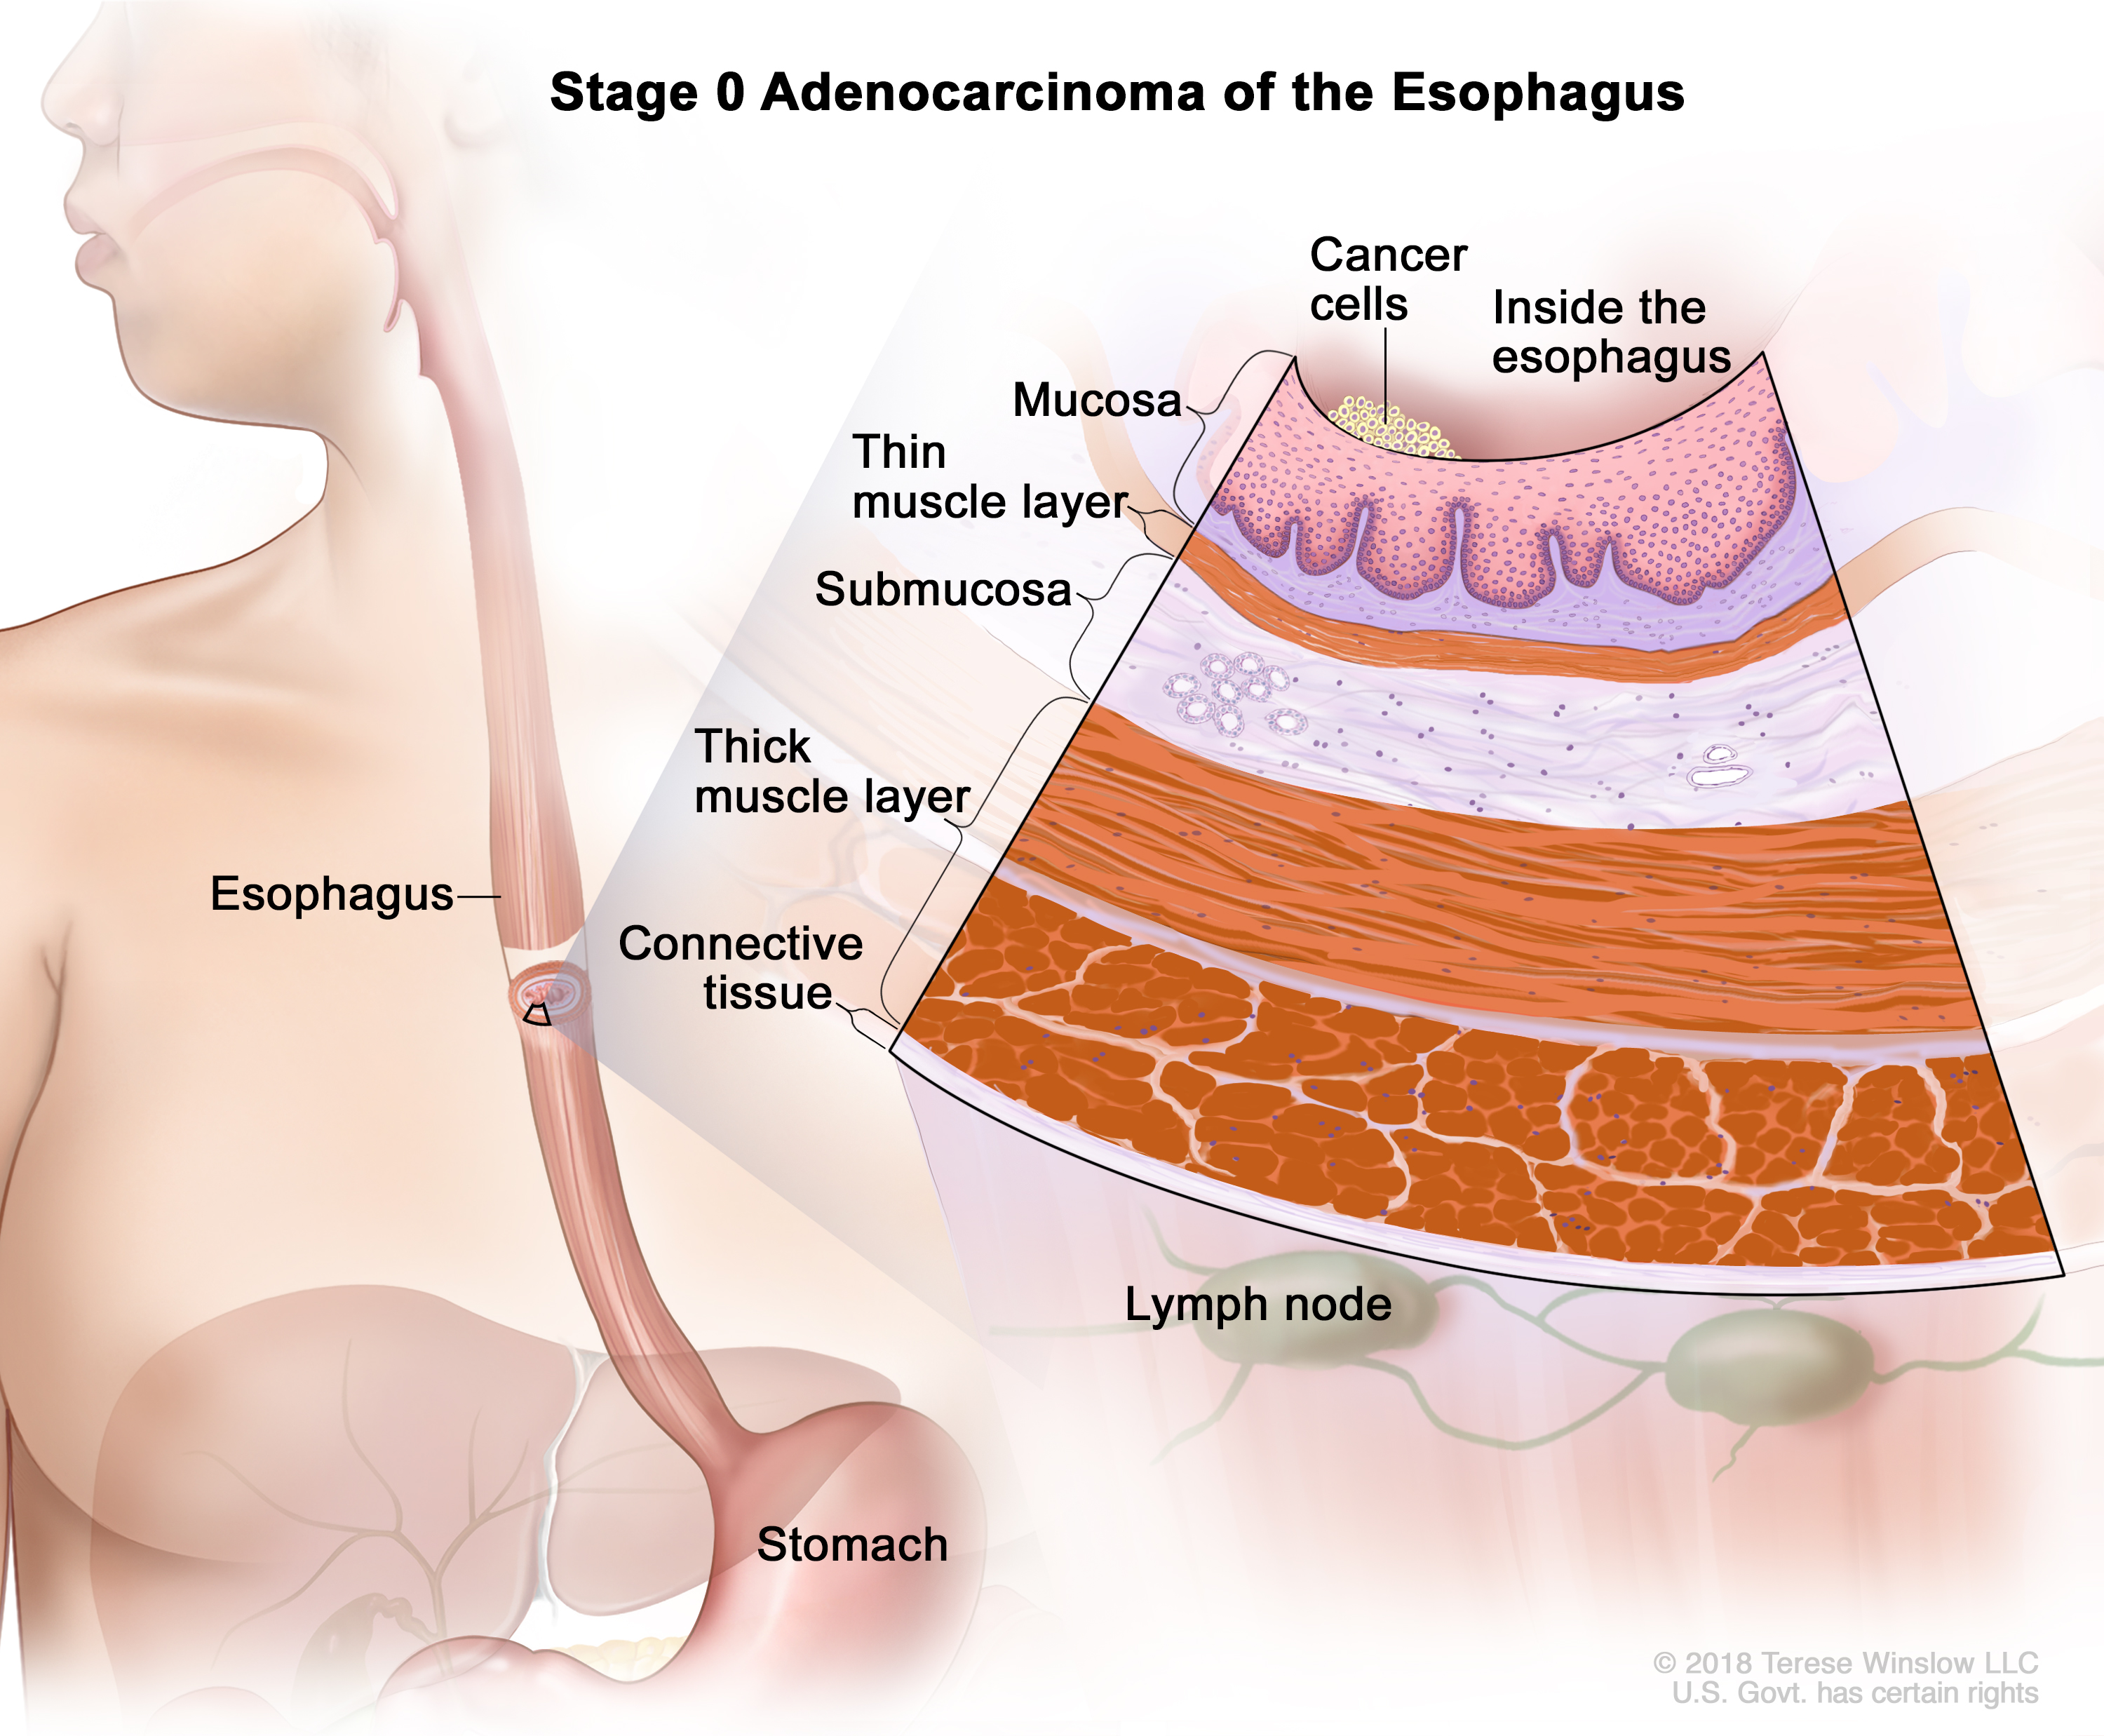 Stage 0 Adenocarcinoma of the Esophagus
Cancer
cells
Inside the
esophagus
Mucosa
Thin
muscle layer
Submucosa
Thick
muscle layer
Esophagus
Connective
tissue
Lymph node
Stomach
© 2018 Terese Winslow LLC
U.S. Govt. has certain rights